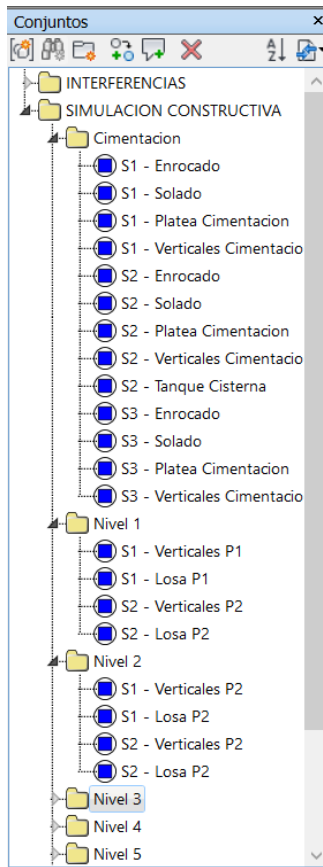 Conjuntos
INTERFERENCIAS
SIMULACION CONSTRUCTIVA
Cimentacion
S1 - Enrocado
S1 - Solado
S1 - Platea Cimentacion
S1 - Verticales Cimentacio
S2 - Enrocado
S2 - Solado
S2 - Platea Cimentacion
S2 - Verticales Cimentacio
S2 - Tanque Cisterna
S3 - Enrocado
S3 - Solado
S3 - Platea Cimentacion
S3 - Verticales Cimentacio
Nivel 1
S1 - Verticales P1
S1 - Losa P1
S2 - Verticales P2
S2 - Losa P2
Nivel 2
S1 - Verticales P2
S1 - Losa P2
S2 - Verticales P2
S2 - Losa P2
Nivel 3
Nivel 4
Nivel 5